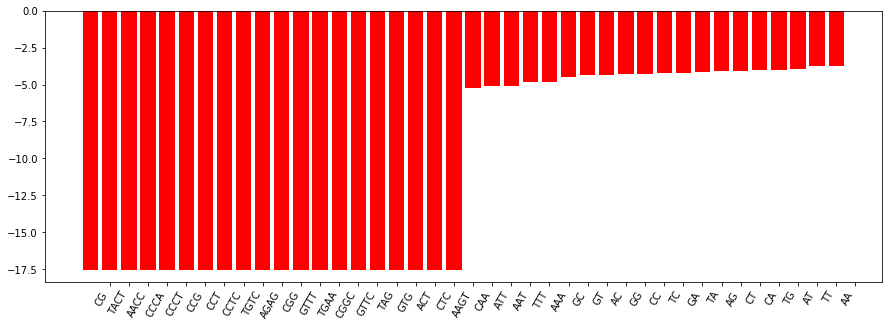 0.0
−2.5
−5.0
−7.5
−10.0
−12.5
−15.0
−17.5
CG
TACT
AACC
CCCA
CCCT
CCG
CCT
CCTC
TGTC
AGAG
CGG
GTTT
TGAA
CGGC
GTTC
TAG
GTG
ACT
CTC
AAGT
CAA
ATT
AAT
TTT
AAA
GC
GT
AC
GG
CC
TC
GA
TA
AG
CT
CA
TG
AT
TT
AA